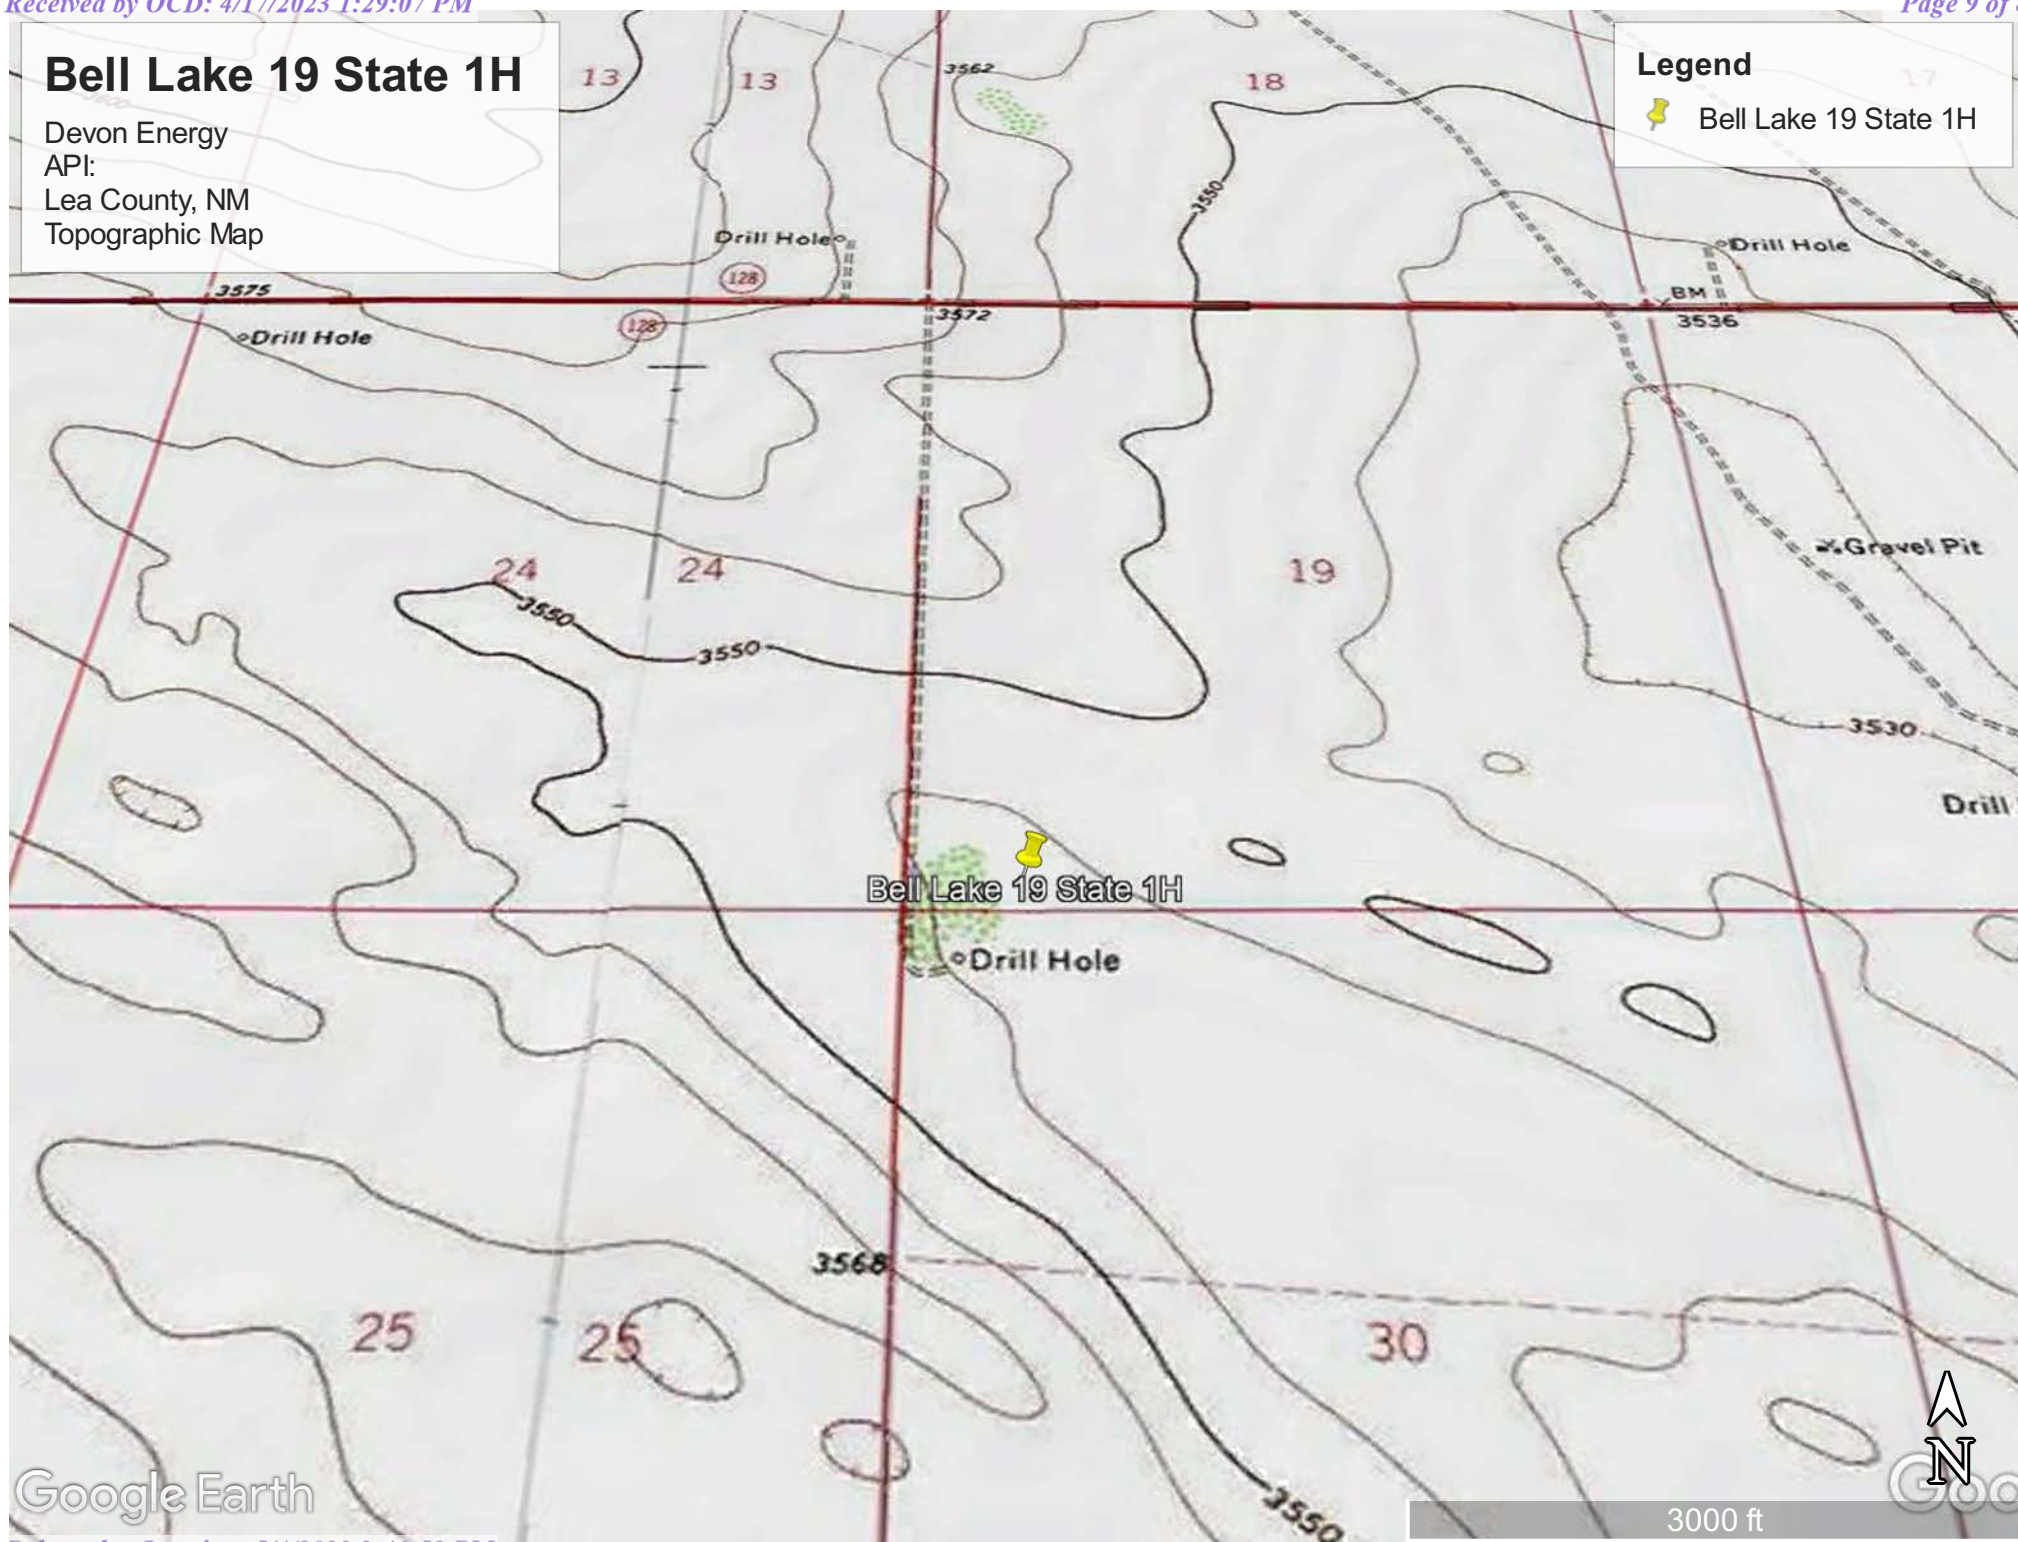 Received by OCD: 4/17/2023 1:29:07 PM
Page 9 of
Bell Lake 19 State 1H
Devon Energy
API:
Lea County, NM
Topographic Map
Legend
Bell Lake 19 State 1H
13
13
3562
18
17
3600
3550
Drill Hole
Drill Hole
128
3575
BM
3572
3536
128
Drill Hole
Gravel Pit
24
24
19
3550
3550
3530
Drill
Bell Lake 19 State 1H
Drill Hole
3568
25
25
30
N
Google Earth
3550
3000 ft
Goo